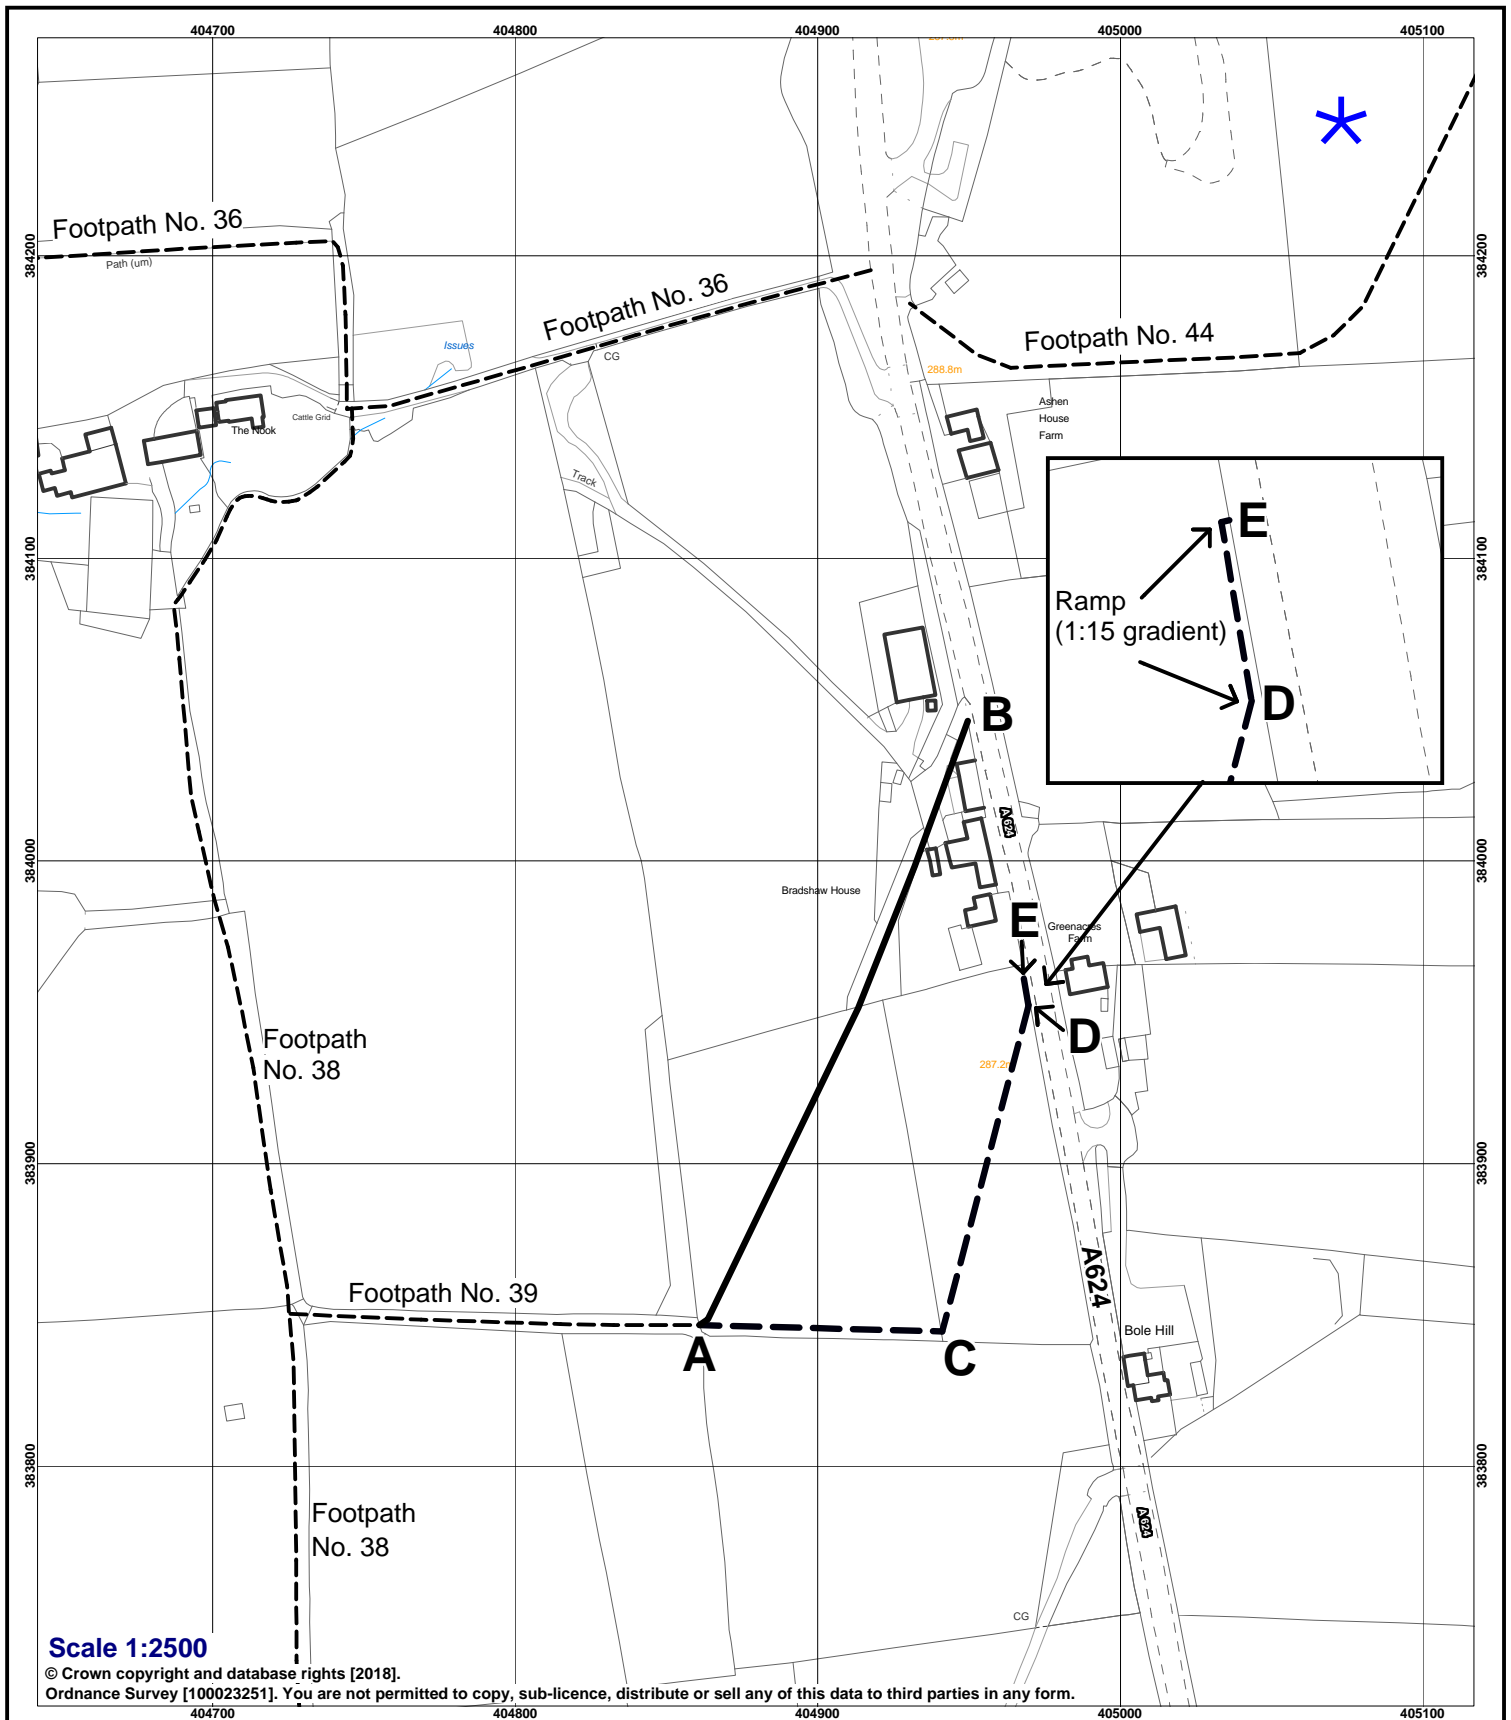 404700
404800
404900
405000
405100
Footpath No. 36
Path (um)
384200
384200
Footpath No. 36
Footpath No. 44
Issues
CG
288.8m
Ashen
House
Farm
Cattle Grid
The Nook
Track
E
384100
384100
Ramp
(1:15 gradient)
D
B
A624
384000
384000
Bradshaw House
E
Greenacres
Farm
D
Footpath
No. 38
287.2m
383900
383900
A624
Footpath No. 39
A
C
Bole Hill
383800
383800
Footpath
No. 38
A624
CG
Scale 1:2500
© Crown copyright and database rights [2018].
Ordnance Survey [100023251]. You are not permitted to copy, sub-licence, distribute or sell any of this data to third parties in any form.
404700
404800
404900
405000
405100